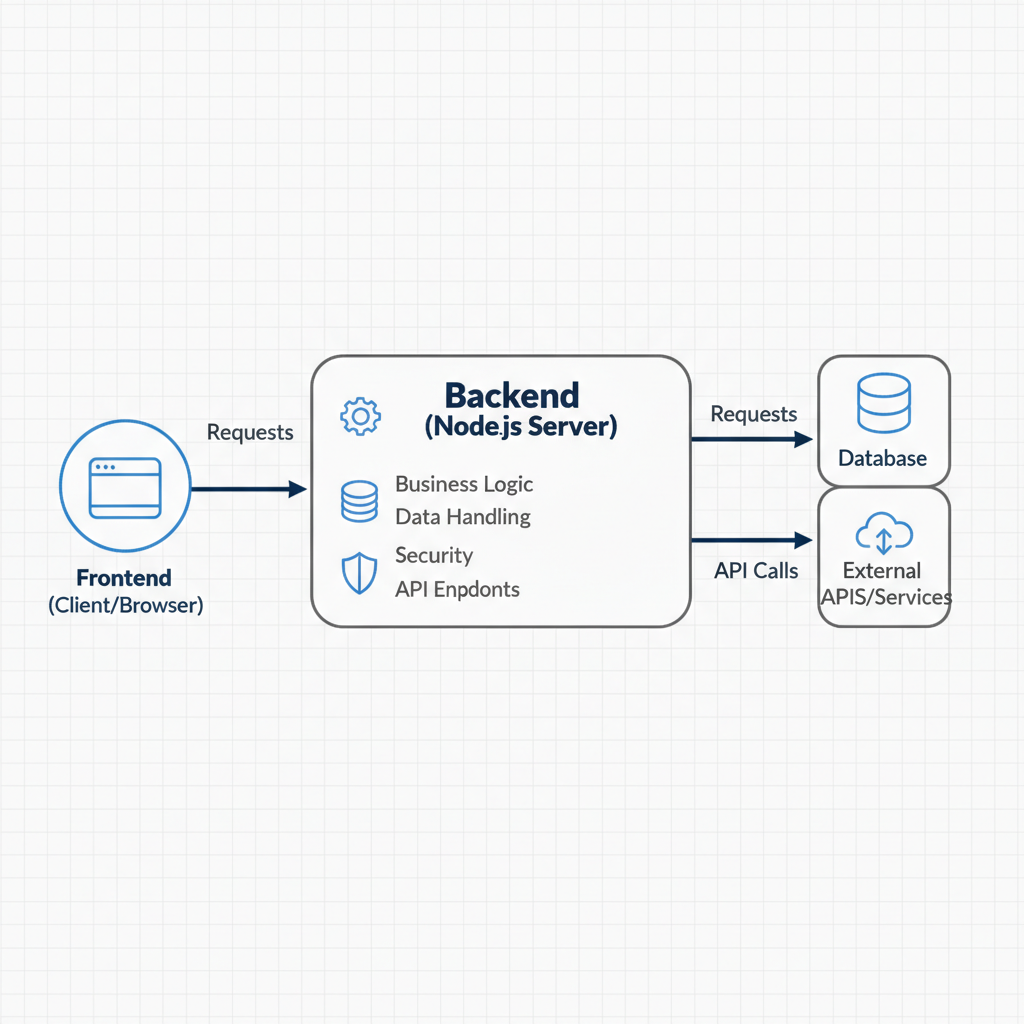 Requests
Frontend
(Client/Browser)
Backend
(Node.js Server)
Business Logic
Data Handling
Security
API Enpdonts
Requests
API Calls
Database
External
APIS/Services